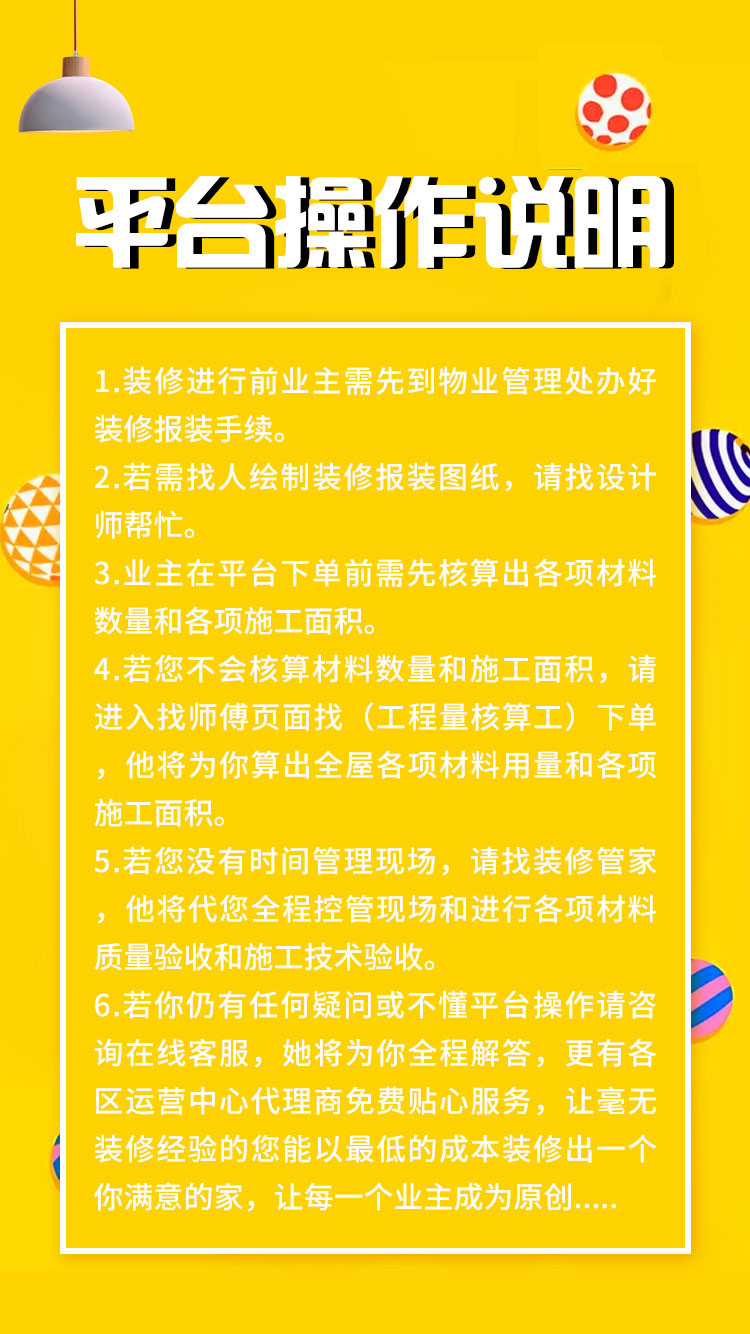 平台操作说明
1.装修进行前业主需先到物业管理处办好
装修报装手续。
2.若需找人绘制装修报装图纸，请找设计
师帮忙。
3.业主在平台下单前需先核算出各项材料
数量和各项施工面积。
4.若您不会核算材料数量和施工面积，请
进入找师傅页面找（工程量核算工）下单
，他将为你算出全屋各项材料用量和各项
施工面积。
5.若您没有时间管理现场，请找装修管家
，他将代您全程控管现场和进行各项材料
质量验收和施工技术验收。
6.若你仍有任何疑问或不懂平台操作请咨
询在线客服，她将为你全程解答，更有各
区运营中心代理商免费贴心服务，让毫无
装修经验的您能以最低的成本装修出一个
你满意的家，让每一个业主成为原创.....